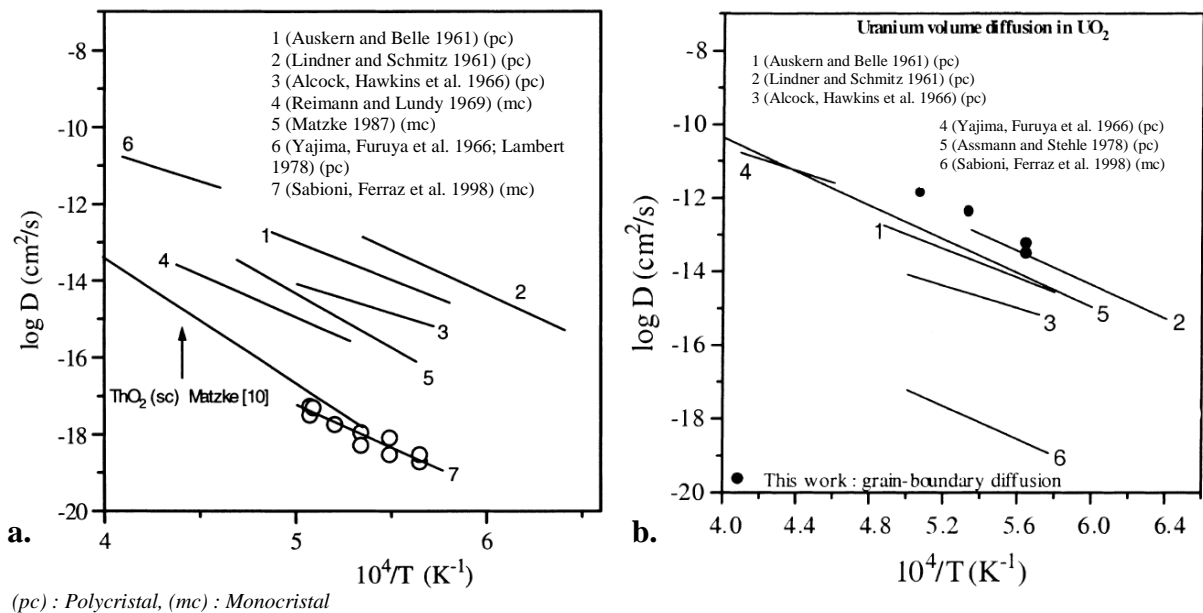 -8
-10
-12
-14
-16
-18
-20
log D (cm²/s)
1 (Auskern and Belle 1961) (pc)
2 (Lindner and Schmitz 1961) (pc)
3 (Alcock, Hawkins et al. 1966) (pc)
4 (Reimann and Lundy 1969) (mc)
5 (Matzke 1987) (mc)
6 (Yajima, Furuya et al. 1966; Lambert
1978) (pc)
7 (Sabioni, Ferraz et al. 1998) (mc)
6
1
4
2
3
5
7
ThO₂ (sc) Matzke [10]
4 5 6
10⁴/T (K⁻¹)
a.
Uranium volume diffusion in UO₂
-8
-10
-12
-14
-16
-18
-20
log D (cm²/s)
1 (Auskern and Belle 1961) (pc)
2 (Lindner and Schmitz 1961) (pc)
3 (Alcock, Hawkins et al. 1966) (pc)
4 (Yajima, Furuya et al. 1966) (pc)
5 (Assmann and Stehle 1978) (pc)
6 (Sabioni, Ferraz et al. 1998) (mc)
4
1
3
5
2
6
This work : grain-boundary diffusion
4.0 4.4 4.8 5.2 5.6 6.0 6.4
10⁴/T (K⁻¹)
b.
(pc) : Polycristal, (mc) : Monocristal